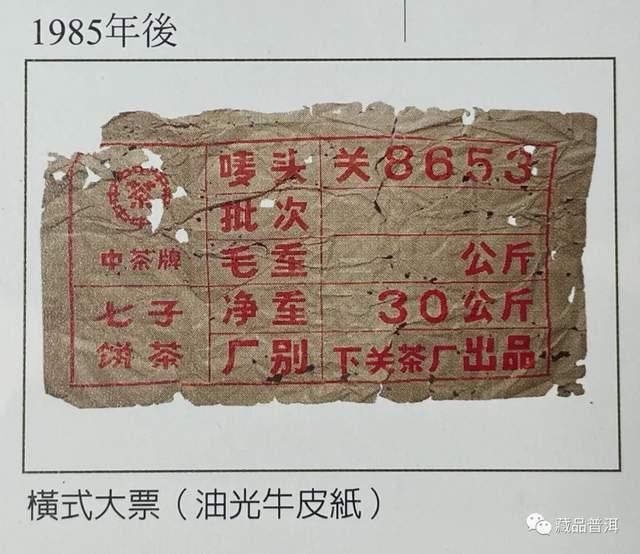 1985年後
唛头 关8653
批次
中茶牌 毛重 公斤
七子 净重 30公斤
饼茶 厂别 下关茶厂出品
橫式大票（油光牛皮紙）
藏品普洱